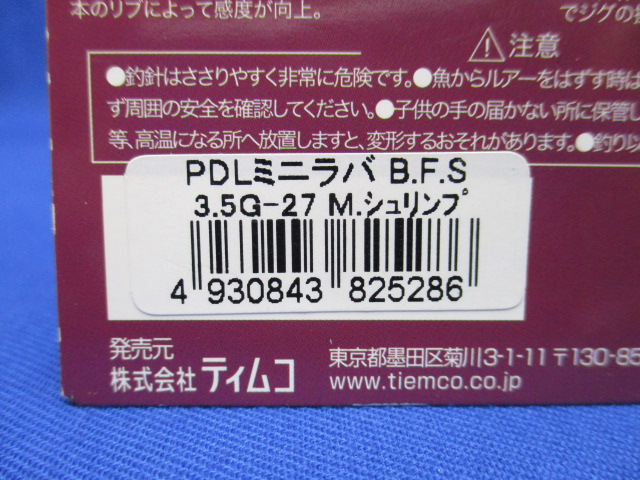 本のリブによって感度が向上。
でジグの
注意
●釣針はささりやすく非常に危険です。●魚からルアーをはずす時は
ず周囲の安全を確認してください。●子供の手の届かない所に保管し
等、高温になる所へ放置しますと、変形するおそれがあります。●釣り以
PDLミニラバ B.F.S
3.5G-27 M.シュリンプ
4 930843 825286
発売元
株式会社ティムコ
東京都墨田区菊川3-1-11 〒130-85
www.tiemco.co.jp